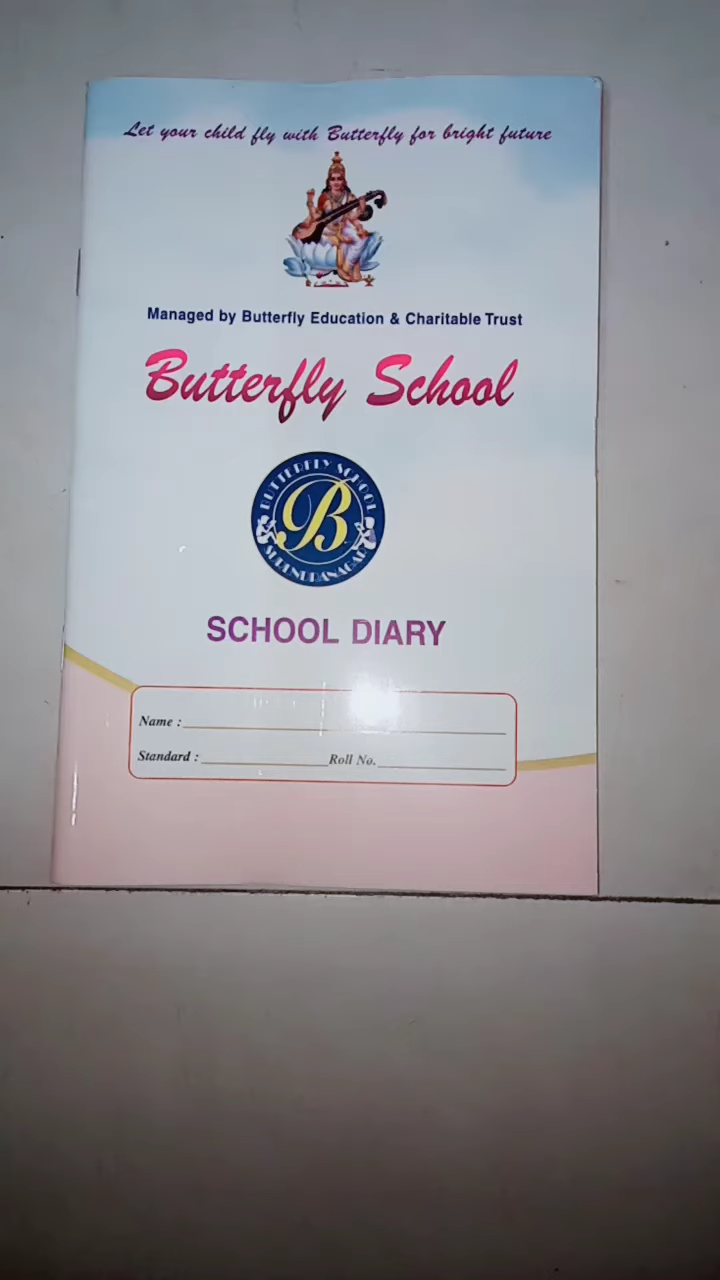 Let your child fly with Butterfly for bright future
Managed by Butterfly Education & Charitable Trust
Butterfly School
BUTTERFLY SCHOOL
B
SURENDRANAGAR
SCHOOL DIARY
Name :
Standard : Roll No.